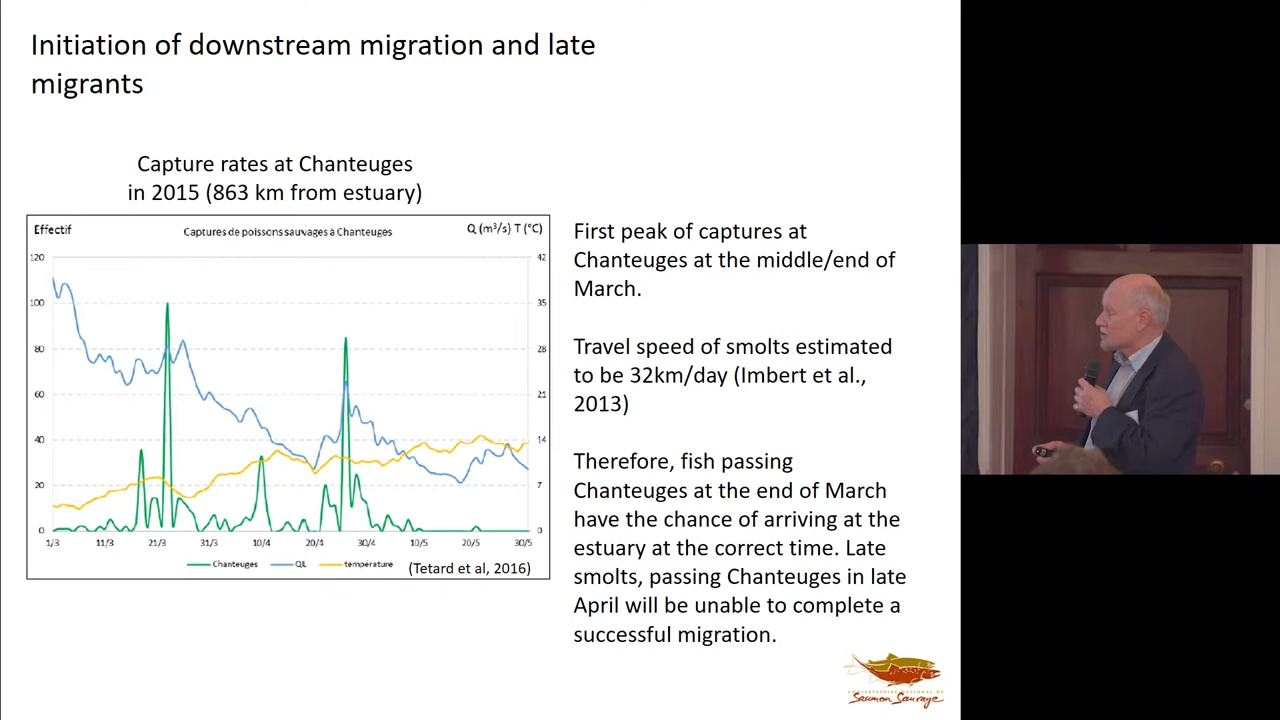 Initiation of downstream migration and late
migrants
Capture rates at Chanteuges
in 2015 (863 km from estuary)
Effectif
Captures de poissons sauvages à Chanteuges
Q (m³/s) T (°C)
120
100
80
60
40
20
0
42
35
28
21
14
7
0
1/3 11/3 21/3 31/3 10/4 20/4 30/4 10/5 20/5 30/5
Chanteuges QJL température
(Tetard et al, 2016)
First peak of captures at
Chanteuges at the middle/end of
March.
Travel speed of smolts estimated
to be 32km/day (Imbert et al.,
2013)
Therefore, fish passing
Chanteuges at the end of March
have the chance of arriving at the
estuary at the correct time. Late
smolts, passing Chanteuges in late
April will be unable to complete a
successful migration.
CONSERVATOIRE NATIONAL DU
Saumon Sauvage